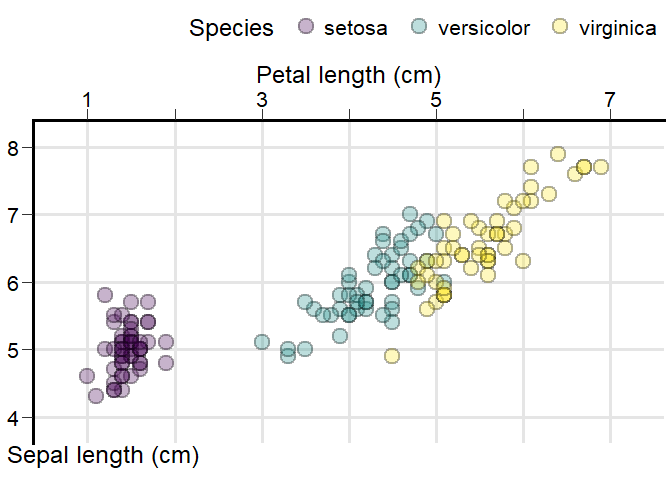 Species setosa versicolor virginica
Petal length (cm)
1 3 5 7
8
7
6
5
4
Sepal length (cm)